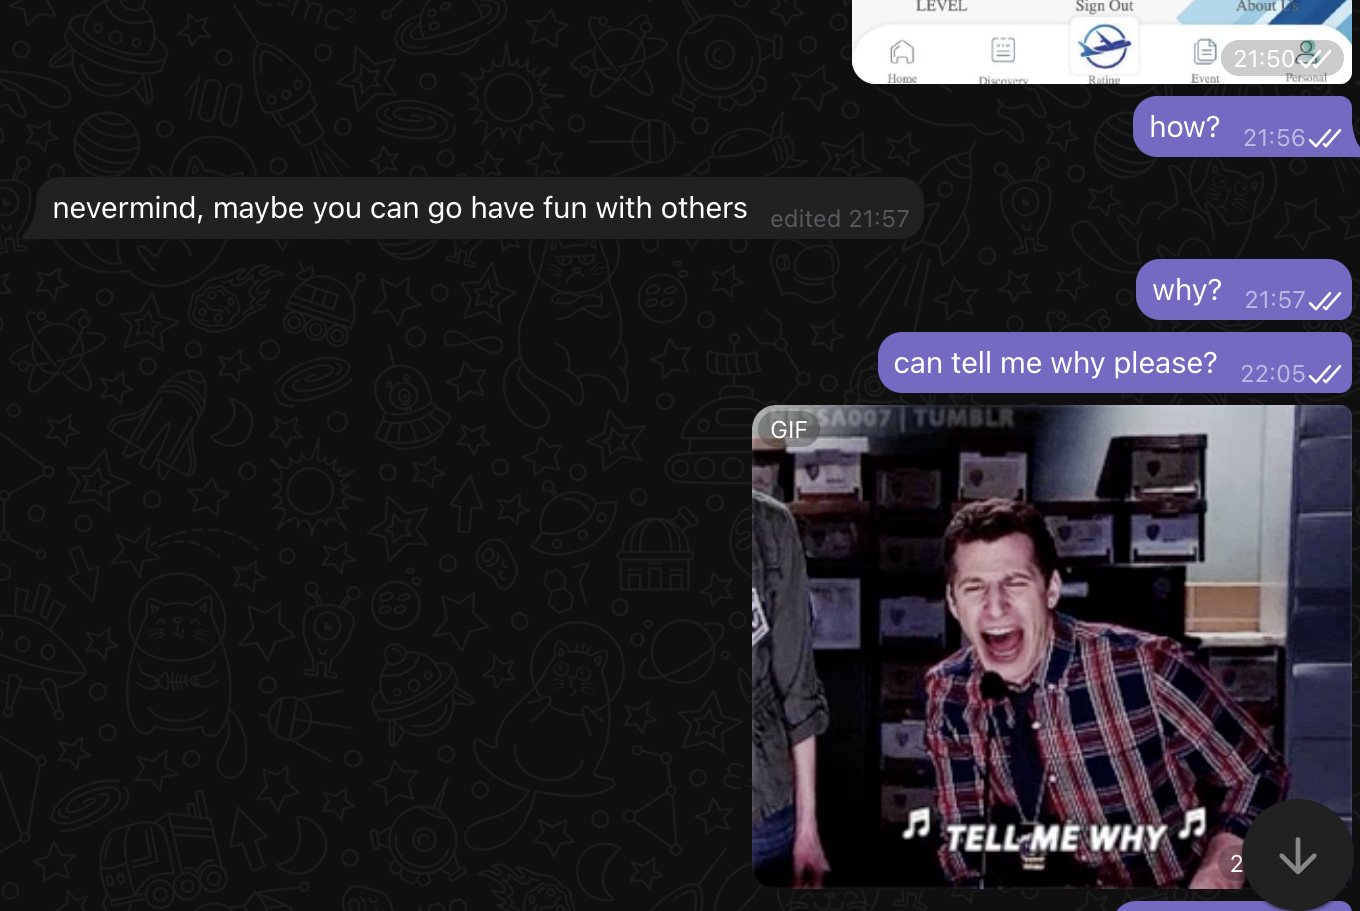 LEVEL
Sign Out
About Us
21:50
Home
Discovery
Rating
Event
Personal
how? 21:56
nevermind, maybe you can go have fun with others edited 21:57
why? 21:57
can tell me why please? 22:05
GIF
SA007 | TUMBLR
♫ TELL ME WHY ♫
2